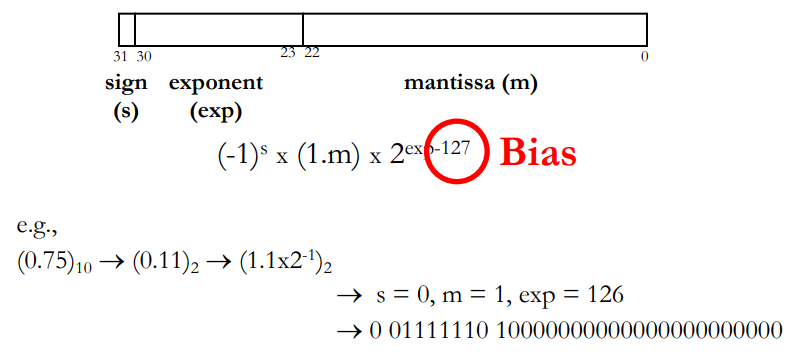 31 30 23 22 0
sign exponent mantissa (m)
(s) (exp)
(-1)ˢ x (1.m) x 2ᵉˣᵖ⁻¹²⁷ Bias
e.g.,
(0.75)₁₀ → (0.11)₂ → (1.1x2⁻¹)₂
→ s = 0, m = 1, exp = 126
→ 0 01111110 10000000000000000000000